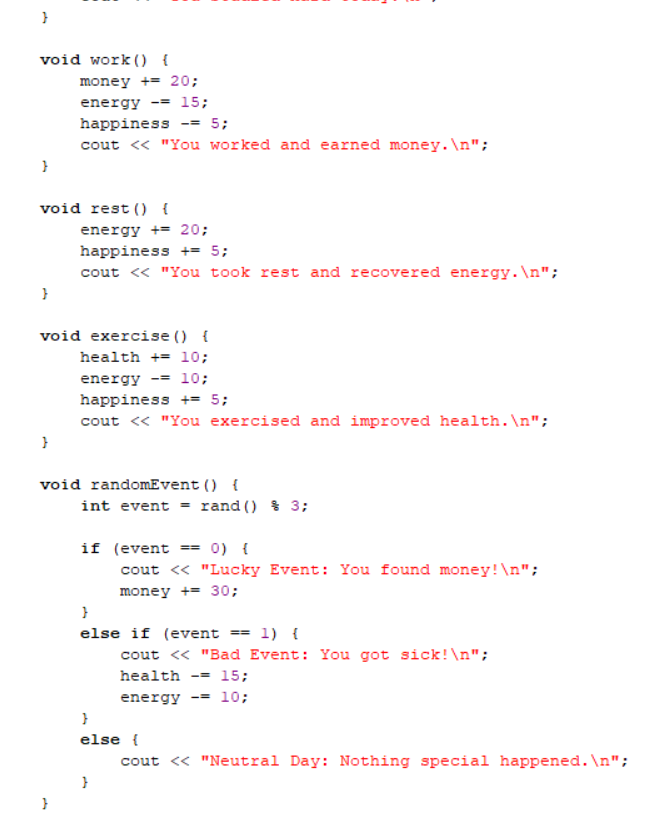 }
void work() {
    money += 20;
    energy -= 15;
    happiness -= 5;
    cout << "You worked and earned money.\n";
}
void rest() {
    energy += 20;
    happiness += 5;
    cout << "You took rest and recovered energy.\n";
}
void exercise() {
    health += 10;
    energy -= 10;
    happiness += 5;
    cout << "You exercised and improved health.\n";
}
void randomEvent() {
    int event = rand() % 3;
    if (event == 0) {
        cout << "Lucky Event: You found money!\n";
        money += 30;
    }
    else if (event == 1) {
        cout << "Bad Event: You got sick!\n";
        health -= 15;
        energy -= 10;
    }
    else {
        cout << "Neutral Day: Nothing special happened.\n";
    }
}